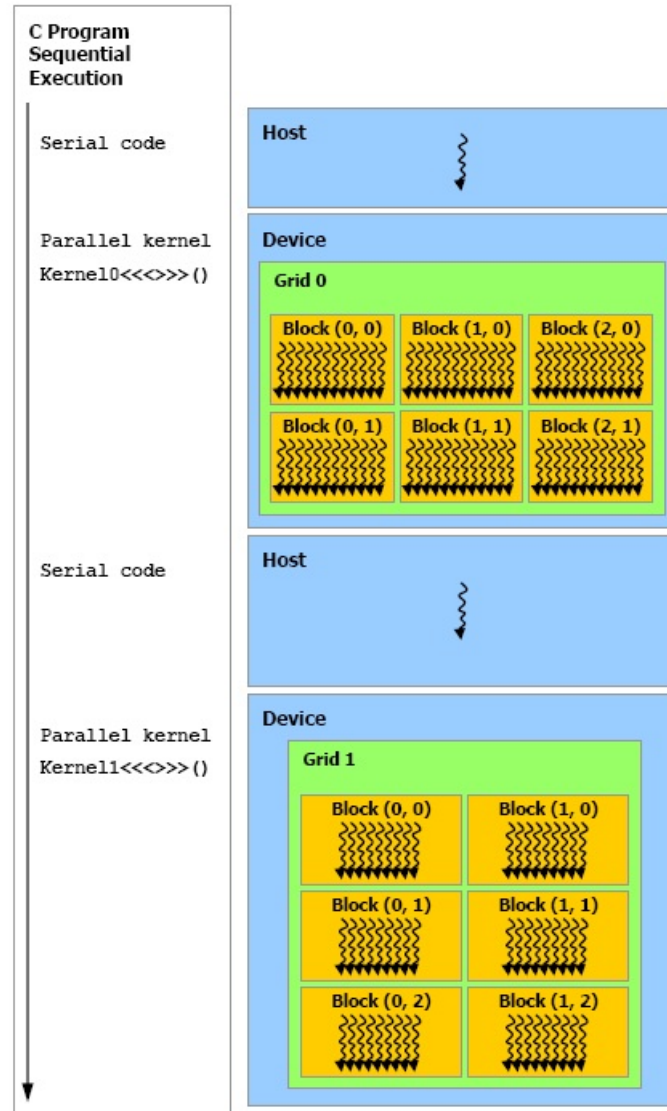 C Program
Sequential
Execution
Serial code
Host
Parallel kernel
Kernel0<<<>>>()
Device
Grid 0
Block (0, 0)
Block (1, 0)
Block (2, 0)
Block (0, 1)
Block (1, 1)
Block (2, 1)
Serial code
Host
Parallel kernel
Kernel1<<<>>>()
Device
Grid 1
Block (0, 0)
Block (1, 0)
Block (0, 1)
Block (1, 1)
Block (0, 2)
Block (1, 2)